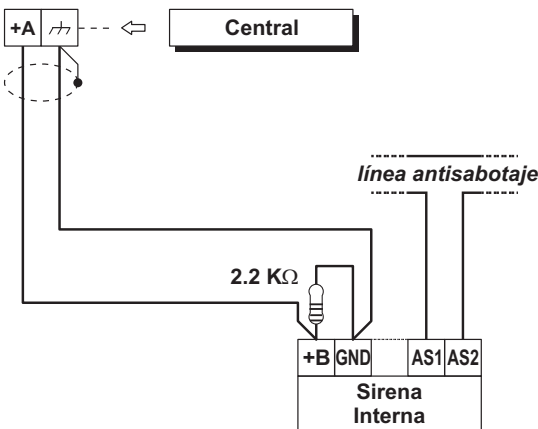 +A
Central
línea antisabotaje
2.2 KΩ
+B GND AS1 AS2
Sirena
Interna